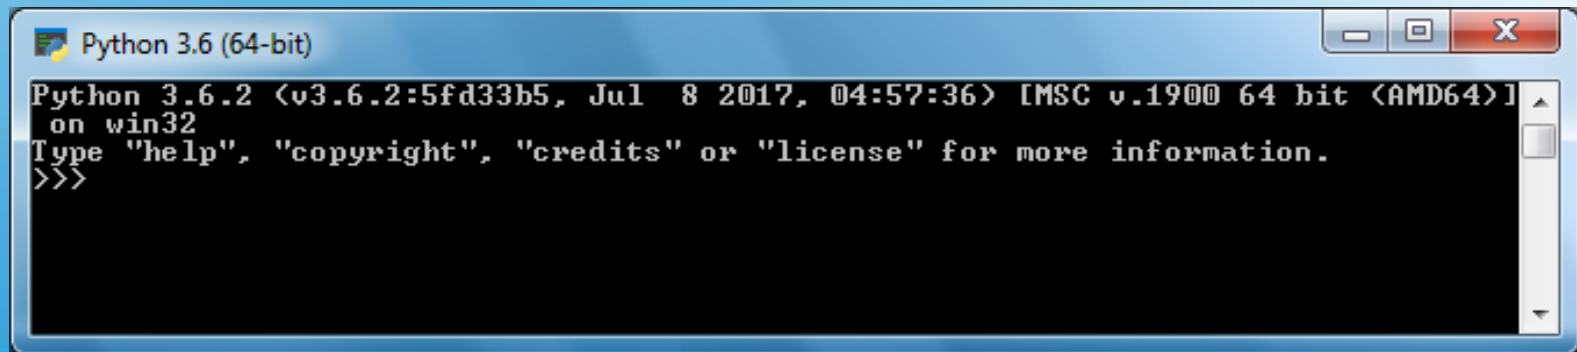 Python 3.6 (64-bit)
Python 3.6.2 (v3.6.2:5fd33b5, Jul  8 2017, 04:57:36) [MSC v.1900 64 bit (AMD64)]
 on win32
Type "help", "copyright", "credits" or "license" for more information.
>>>